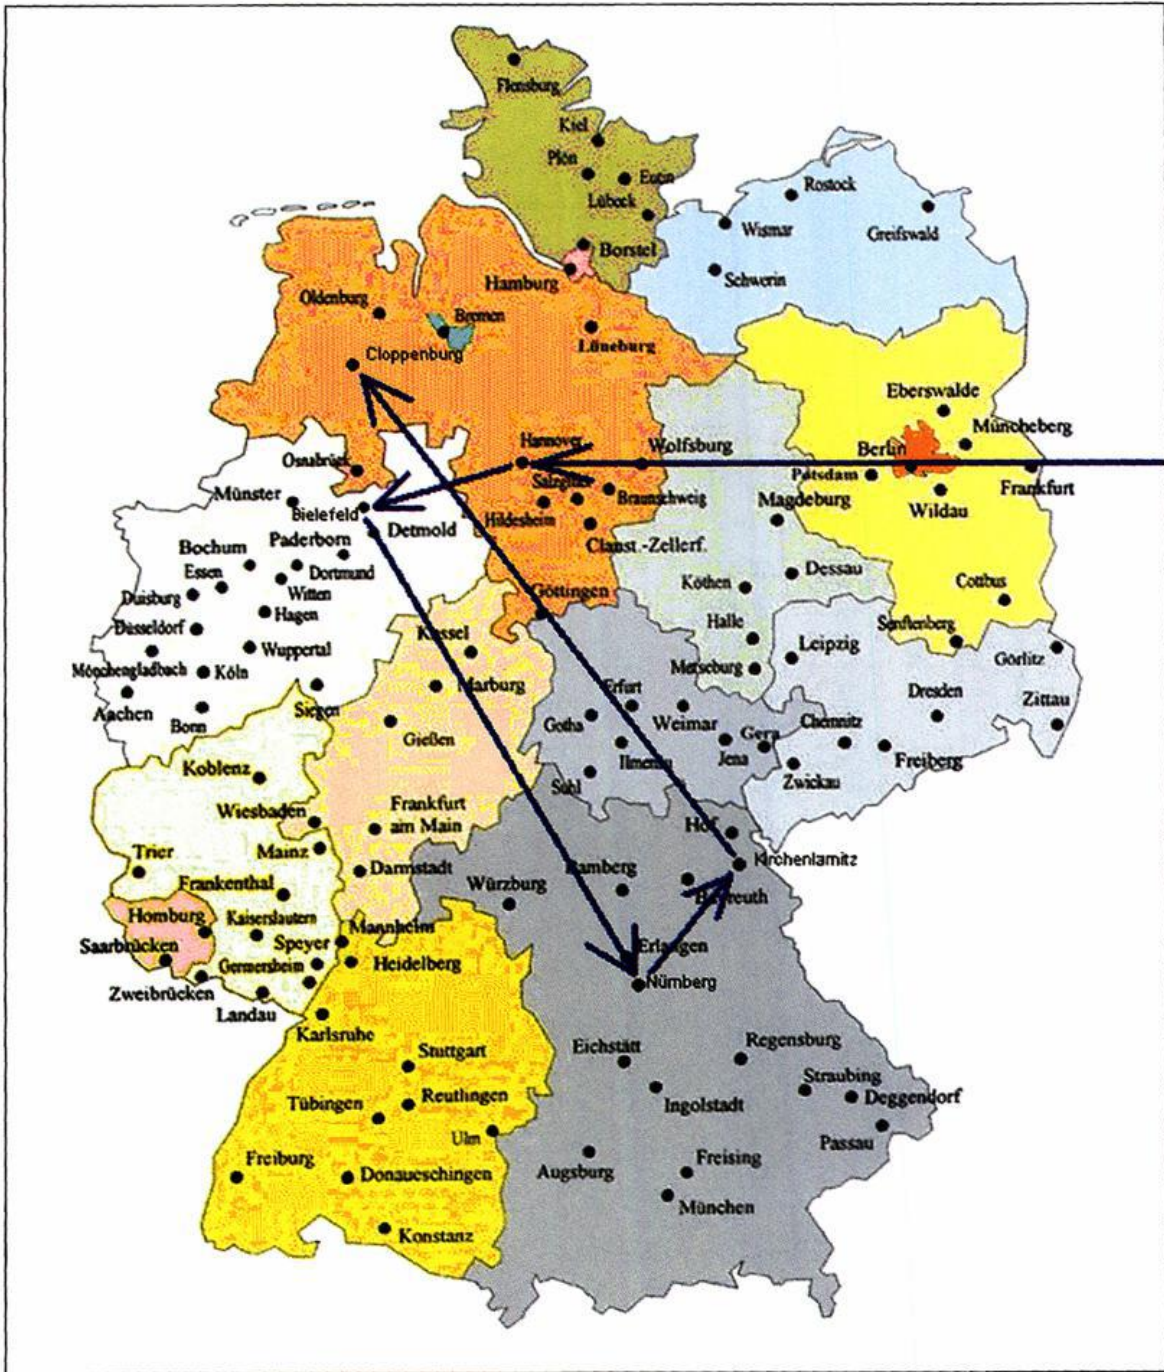 Flensburg
Kiel
Plön
Eutin
Lübeck
Rostock
Wismar
Greifswald
Borstel
Hamburg
Schwerin
Oldenburg
Bremen
Lüneburg
Cloppenburg
Eberswalde
Müncheberg
Hannover
Wolfsburg
Berlin
Osnabrück
Potsdam
Frankfurt
Münster
Salzgitter
Braunschweig
Magdeburg
Wildau
Bielefeld
Hildesheim
Detmold
Paderborn
Claust.-Zellerf.
Bochum
Essen
Dortmund
Dessau
Duisburg
Witten
Göttingen
Köthen
Cottbus
Hagen
Düsseldorf
Halle
Senftenberg
Kassel
Leipzig
Wuppertal
Görlitz
Mönchengladbach
Köln
Marburg
Merseburg
Erfurt
Dresden
Zittau
Aachen
Siegen
Bonn
Gotha
Weimar
Chemnitz
Gießen
Gera
Ilmenau
Jena
Freiberg
Koblenz
Suhl
Zwickau
Wiesbaden
Frankfurt
am Main
Hof
Trier
Mainz
Kirchenlamitz
Darmstadt
Bamberg
Frankenthal
Würzburg
Bayreuth
Homburg
Kaiserslautern
Mannheim
Saarbrücken
Speyer
Erlangen
Germersheim
Heidelberg
Zweibrücken
Nürnberg
Landau
Karlsruhe
Stuttgart
Eichstätt
Regensburg
Straubing
Reutlingen
Ingolstadt
Deggendorf
Tübingen
Ulm
Passau
Freiburg
Donaueschingen
Augsburg
Freising
München
Konstanz